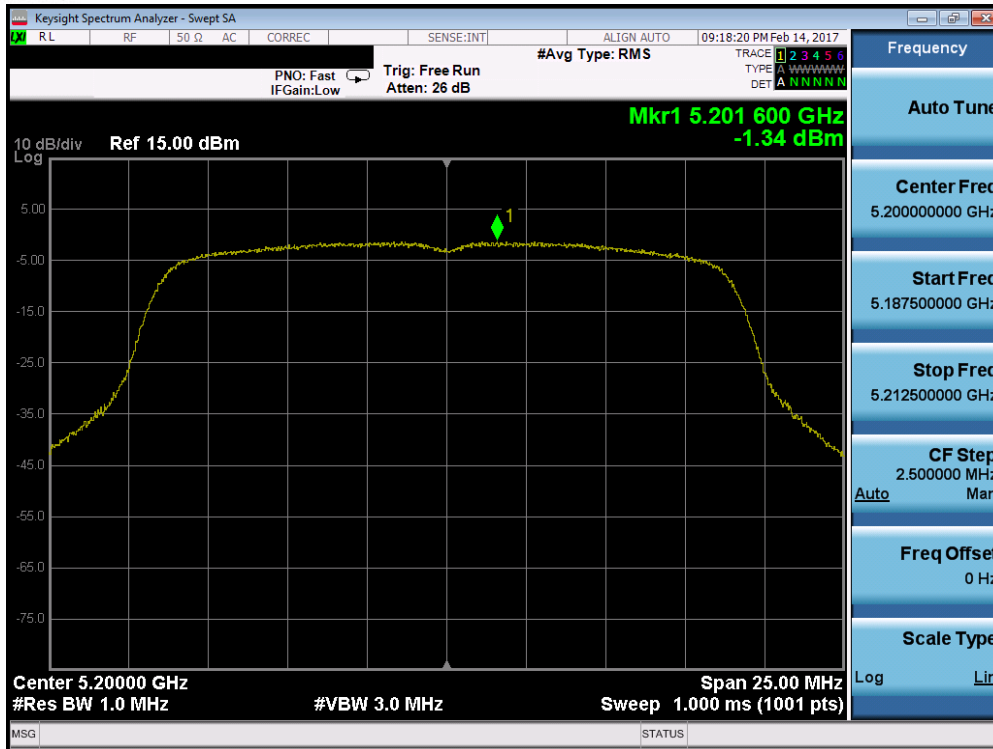 Keysight Spectrum Analyzer - Swept SA
LXI RL RF 50 Ω AC CORREC SENSE:INT ALIGN AUTO 09:18:20 PM Feb 14, 2017
#Avg Type: RMS TRACE 1 2 3 4 5 6
PNO: Fast Trig: Free Run TYPE A WWWWW
IFGain:Low Atten: 26 dB DET A N N N N N
Mkr1 5.201 600 GHz
-1.34 dBm
10 dB/div Ref 15.00 dBm
Log
1
5.00
-5.00
-15.0
-25.0
-35.0
-45.0
-55.0
-65.0
-75.0
Center 5.20000 GHz Span 25.00 MHz
#Res BW 1.0 MHz #VBW 3.0 MHz Sweep 1.000 ms (1001 pts)
MSG STATUS
Frequency
Auto Tune
Center Freq
5.200000000 GHz
Start Freq
5.187500000 GHz
Stop Freq
5.212500000 GHz
CF Step
2.500000 MHz
Auto Man
Freq Offset
0 Hz
Scale Type
Log Lin